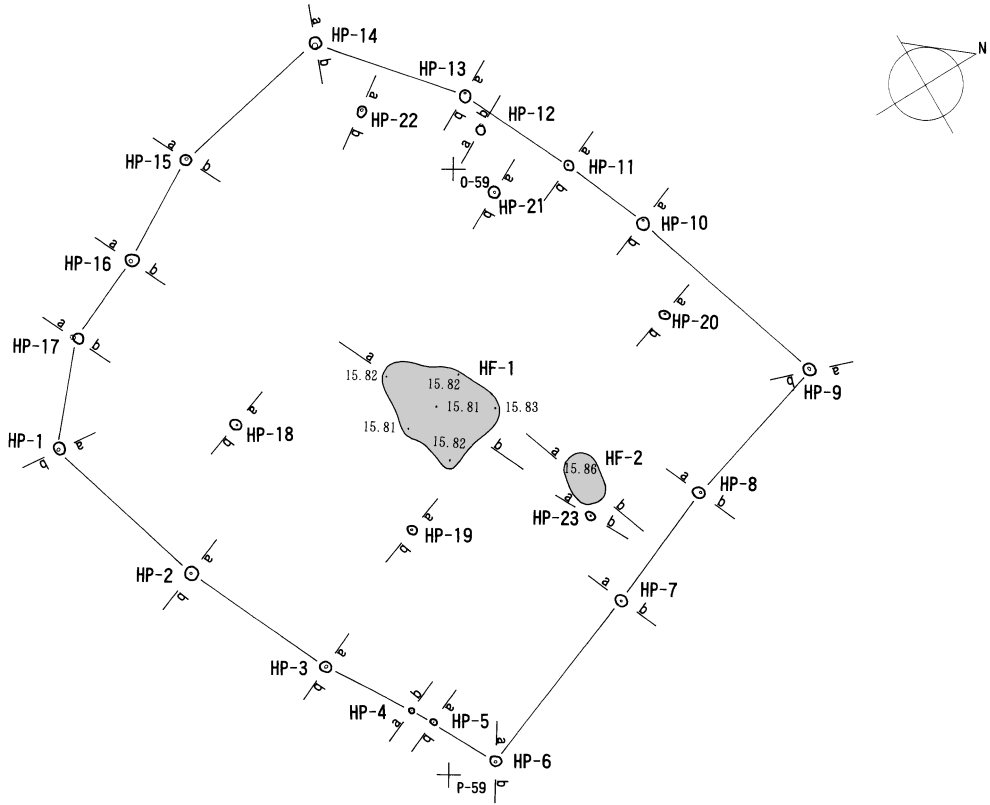 a
HP-14
b
N
HP-13
a
a
HP-22
b
b
b
HP-12
a
a
HP-15
b
a
HP-11
b
O-59
a
HP-21
b
a
HP-10
b
a
HP-16
b
a
HP-20
b
a
HP-17
b
a
HF-1
15.82
15.82
15.81
15.83
15.81
15.82
b
a
b
HP-9
a
HP-18
b
HP-1
a
b
a
HF-2
15.86
a
HP-23
b
b
a
HP-8
b
a
HP-19
b
a
HP-2
b
a
HP-7
b
a
HP-3
b
b
HP-4
a
a
HP-5
b
a
HP-6
b
P-59